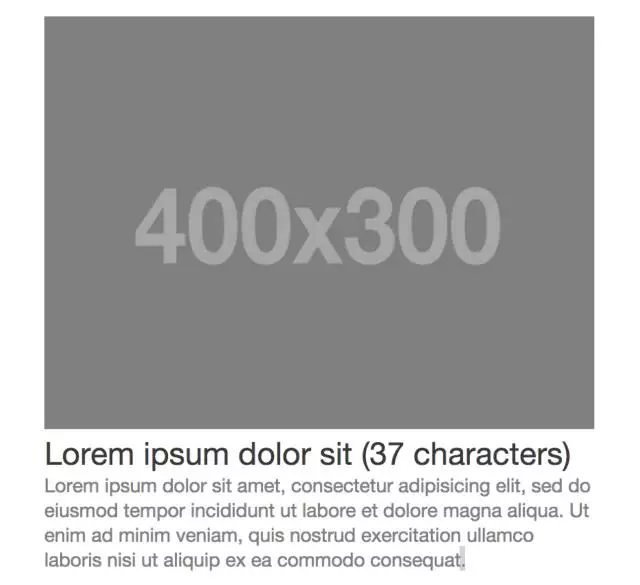 400x300
Lorem ipsum dolor sit (37 characters)
Lorem ipsum dolor sit amet, consectetur adipisicing elit, sed do
eiusmod tempor incididunt ut labore et dolore magna aliqua. Ut
enim ad minim veniam, quis nostrud exercitation ullamco
laboris nisi ut aliquip ex ea commodo consequat.